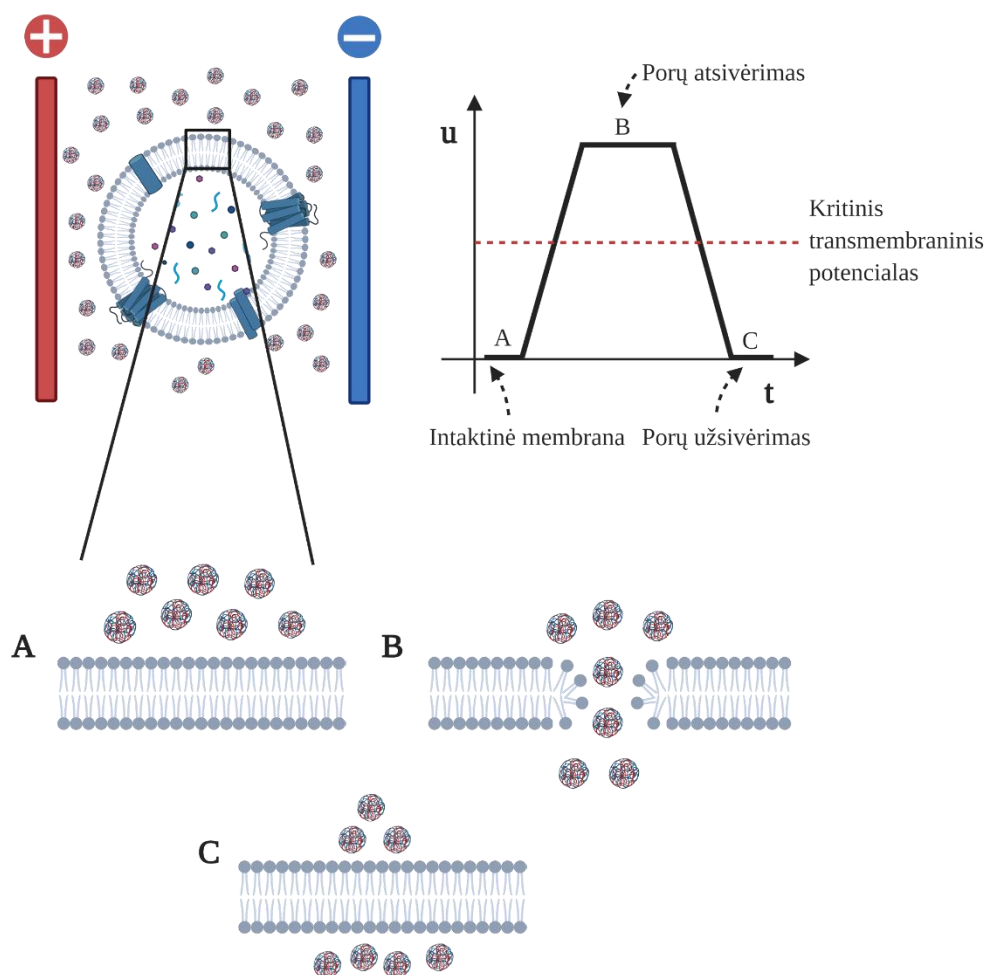 +
−
Porų atsivėrimas
B
u
Kritinis
transmembraninis
potencialas
A
C
t
Intaktinė membrana
Porų užsivėrimas
A
B
C